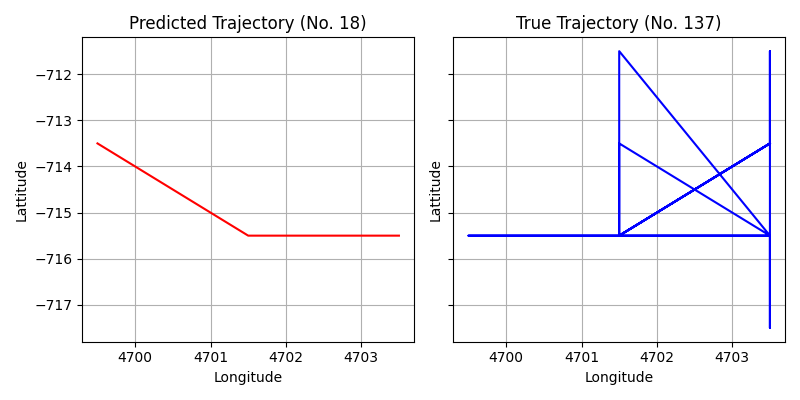 Predicted Trajectory (No. 18)
True Trajectory (No. 137)
Lattitude
−712
−713
−714
−715
−716
−717
4700
4701
4702
4703
Longitude
Lattitude
4700
4701
4702
4703
Longitude